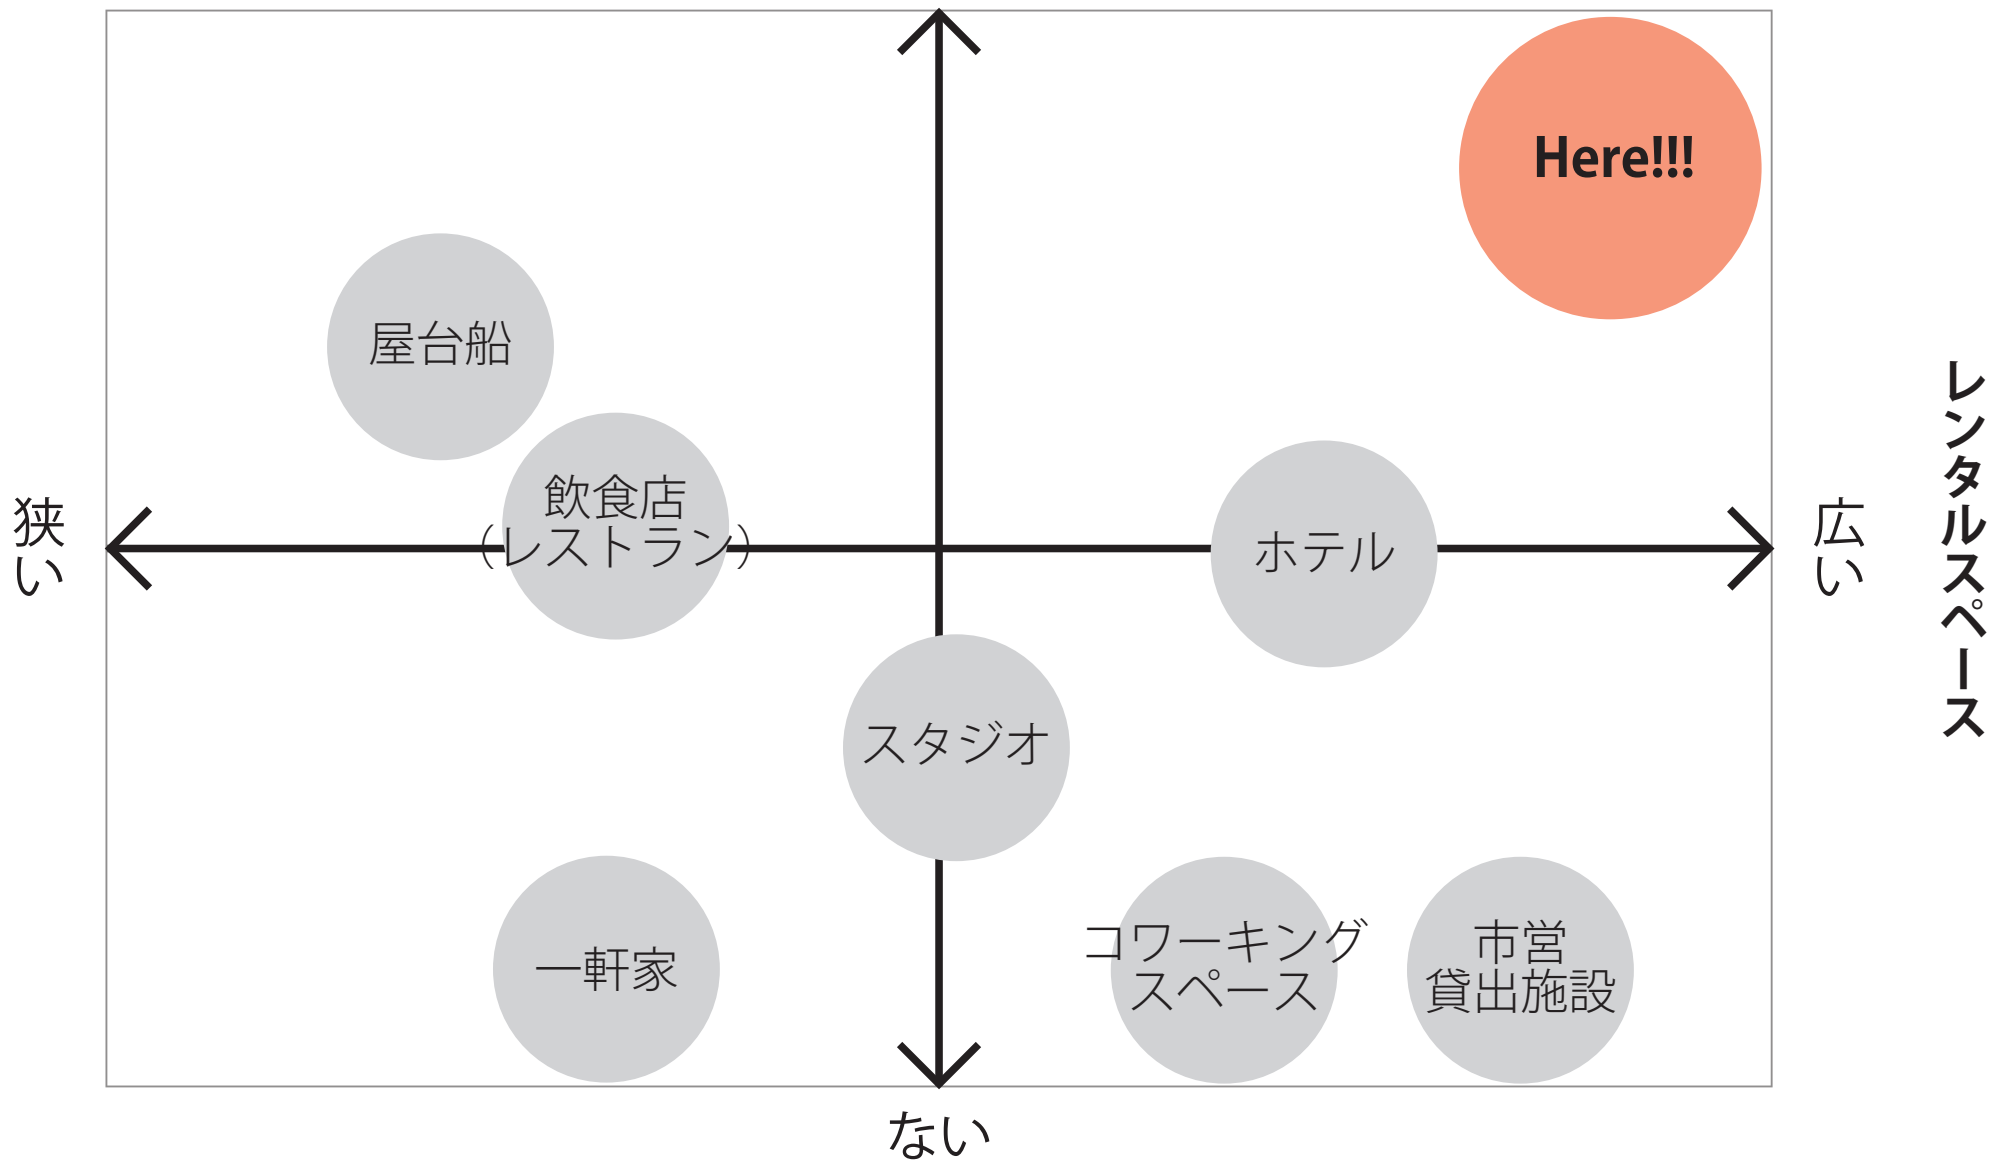 Here!!!
屋台船
飲食店
（レストラン）
ホテル
狭い
広い
レンタルスペース
スタジオ
一軒家
コワーキング
スペース
市営
貸出施設
ない